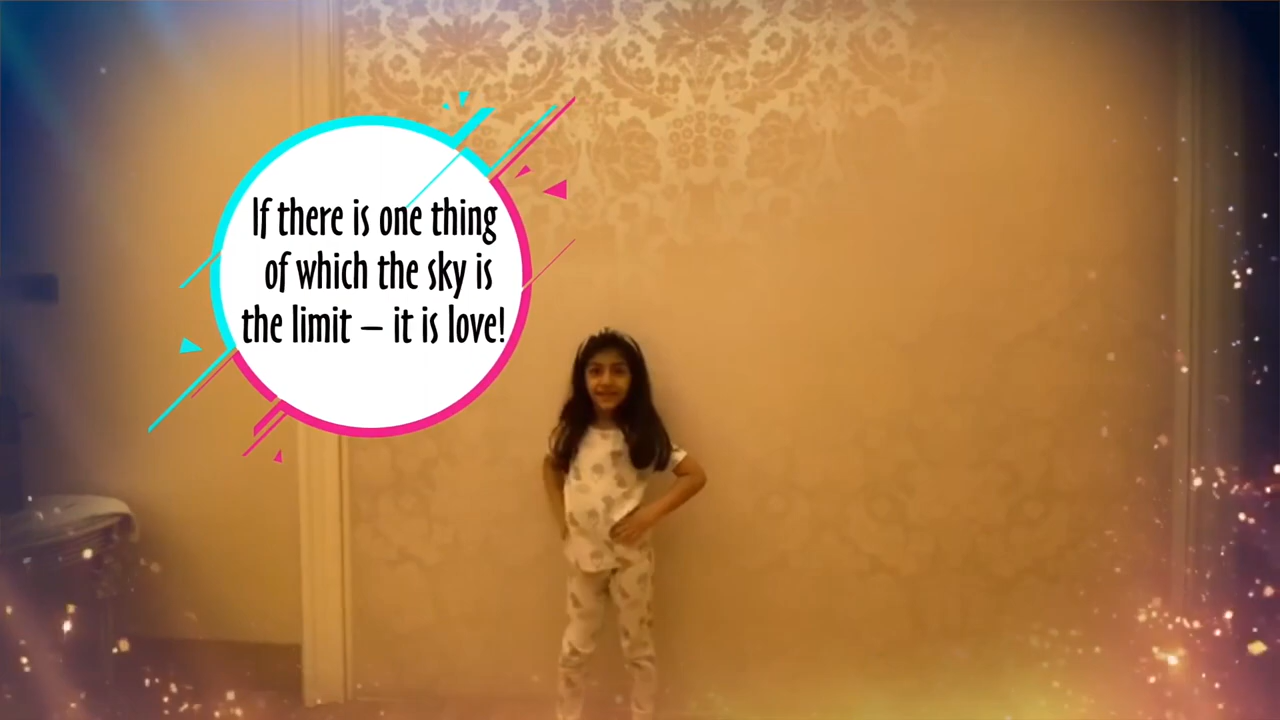 If there is one thing
of which the sky is
the limit – it is love!